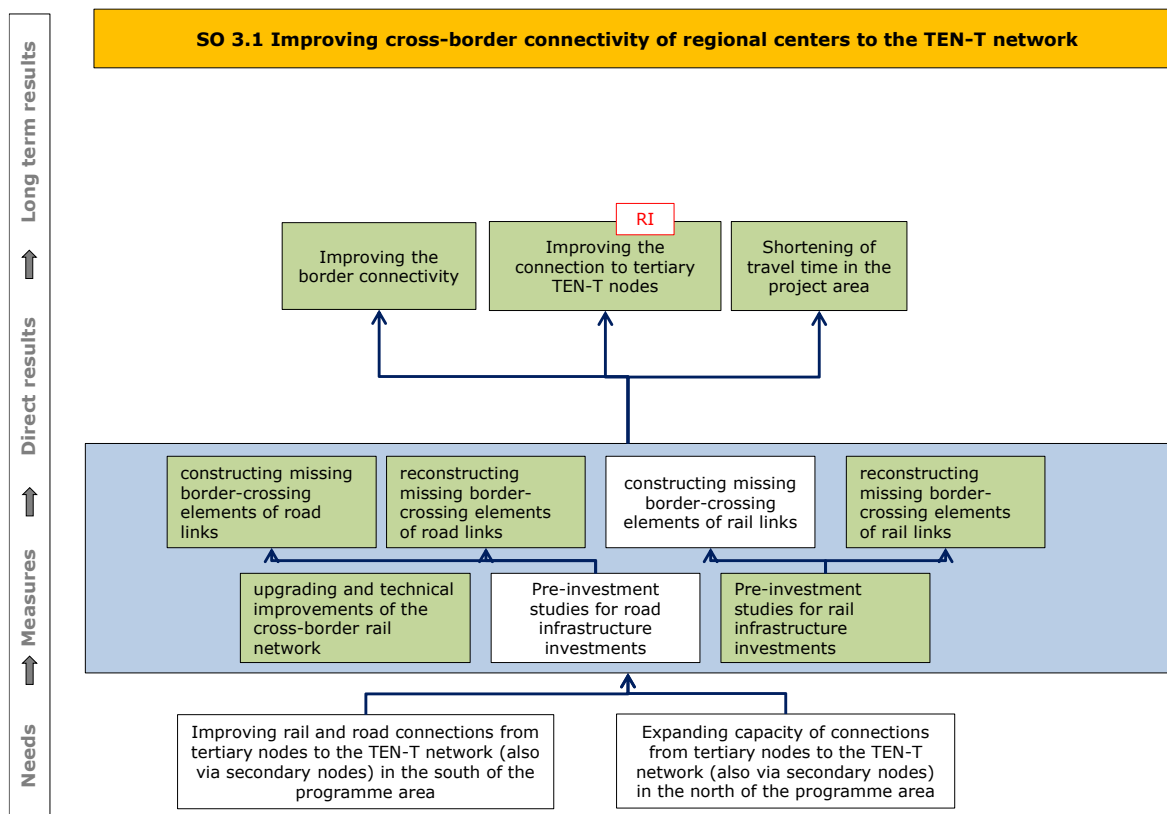 SO 3.1 Improving cross-border connectivity of regional centers to the TEN-T network
Long term results
Direct results
Measures
Needs
RI
Improving the
border connectivity
Improving the
connection to tertiary
TEN-T nodes
Shortening of
travel time in the
project area
constructing missing
border-crossing
elements of road
links
reconstructing
missing border-
crossing elements
of road links
constructing missing
border-crossing
elements of rail links
reconstructing
missing border-
crossing elements
of rail links
upgrading and technical
improvements of the
cross-border rail
network
Pre-investment
studies for road
infrastructure
investments
Pre-investment
studies for rail
infrastructure
investments
Improving rail and road connections from
tertiary nodes to the TEN-T network (also
via secondary nodes) in the south of the
programme area
Expanding capacity of connections
from tertiary nodes to the TEN-T
network (also via secondary nodes)
in the north of the programme area